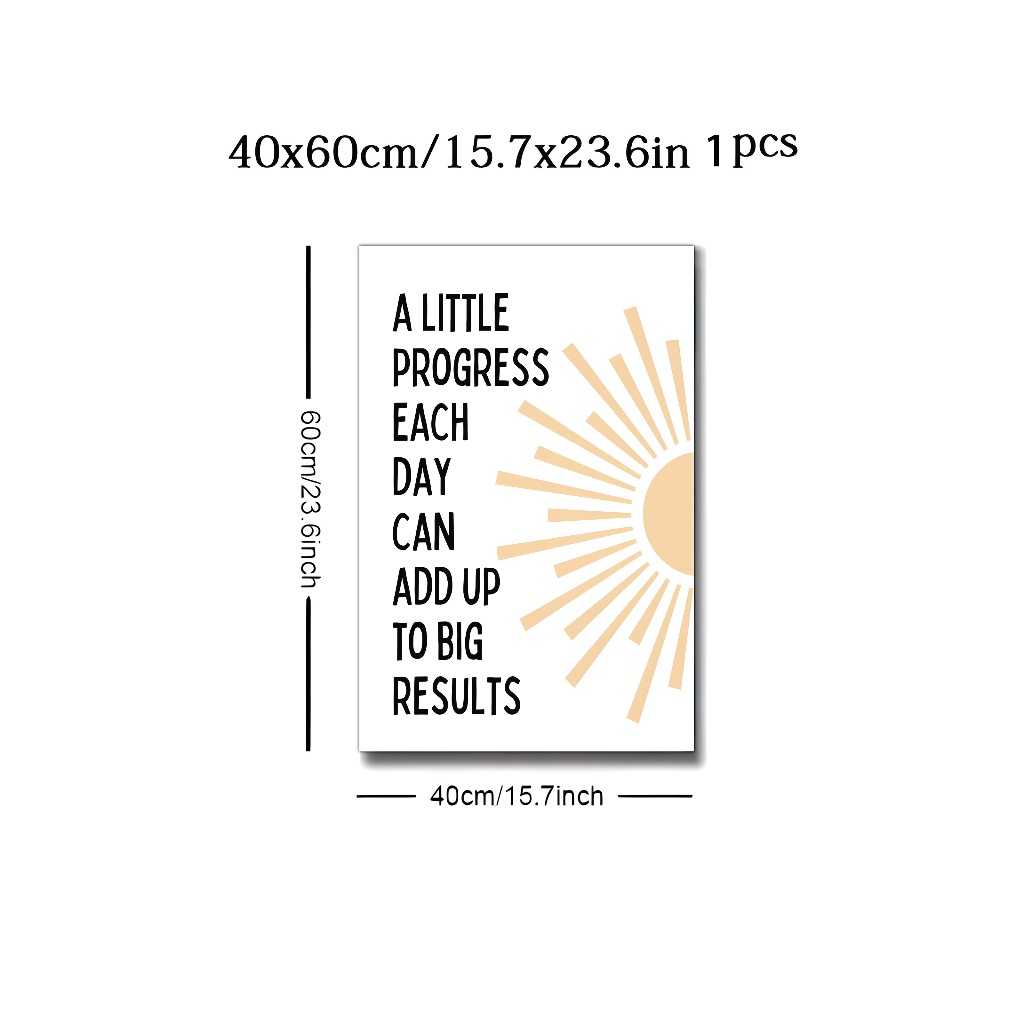 40x60cm/15.7x23.6in 1pcs
A LITTLE
PROGRESS
EACH
DAY
CAN
ADD UP
TO BIG
RESULTS
60cm/23.6inch
40cm/15.7inch